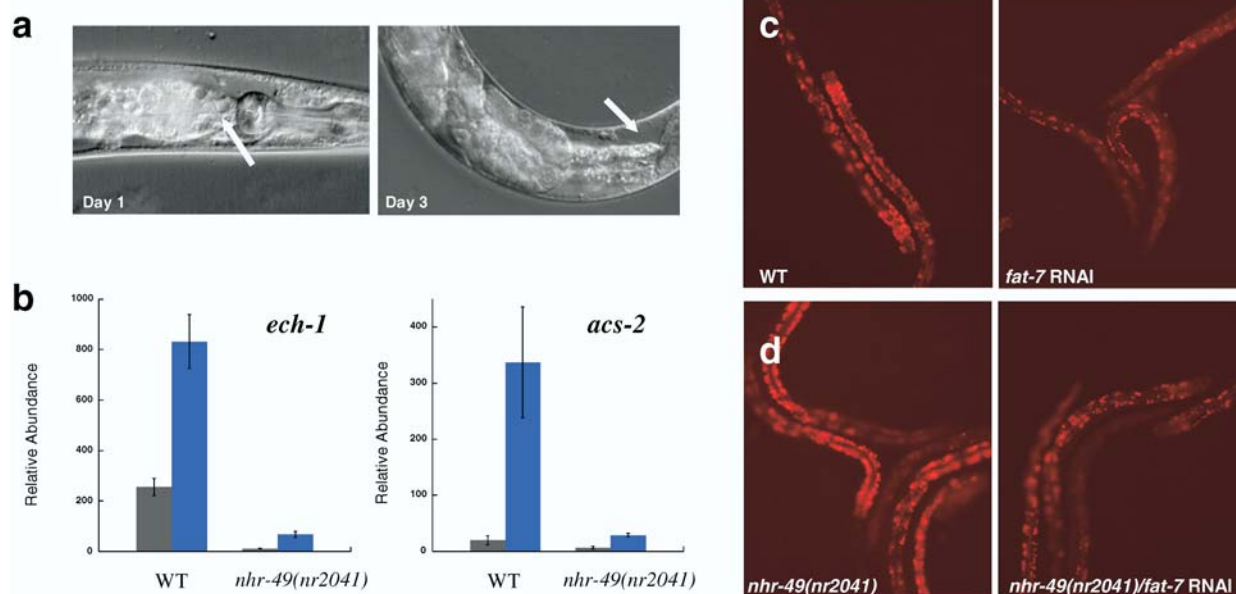 a
Day 1
Day 3
b
ech-1
Relative Abundance
1000
800
600
400
200
0
WT
nhr-49(nr2041)
acs-2
Relative Abundance
400
300
200
100
0
WT
nhr-49(nr2041)
c
WT
fat-7 RNAI
d
nhr-49(nr2041)
nhr-49(nr2041)/fat-7 RNAI